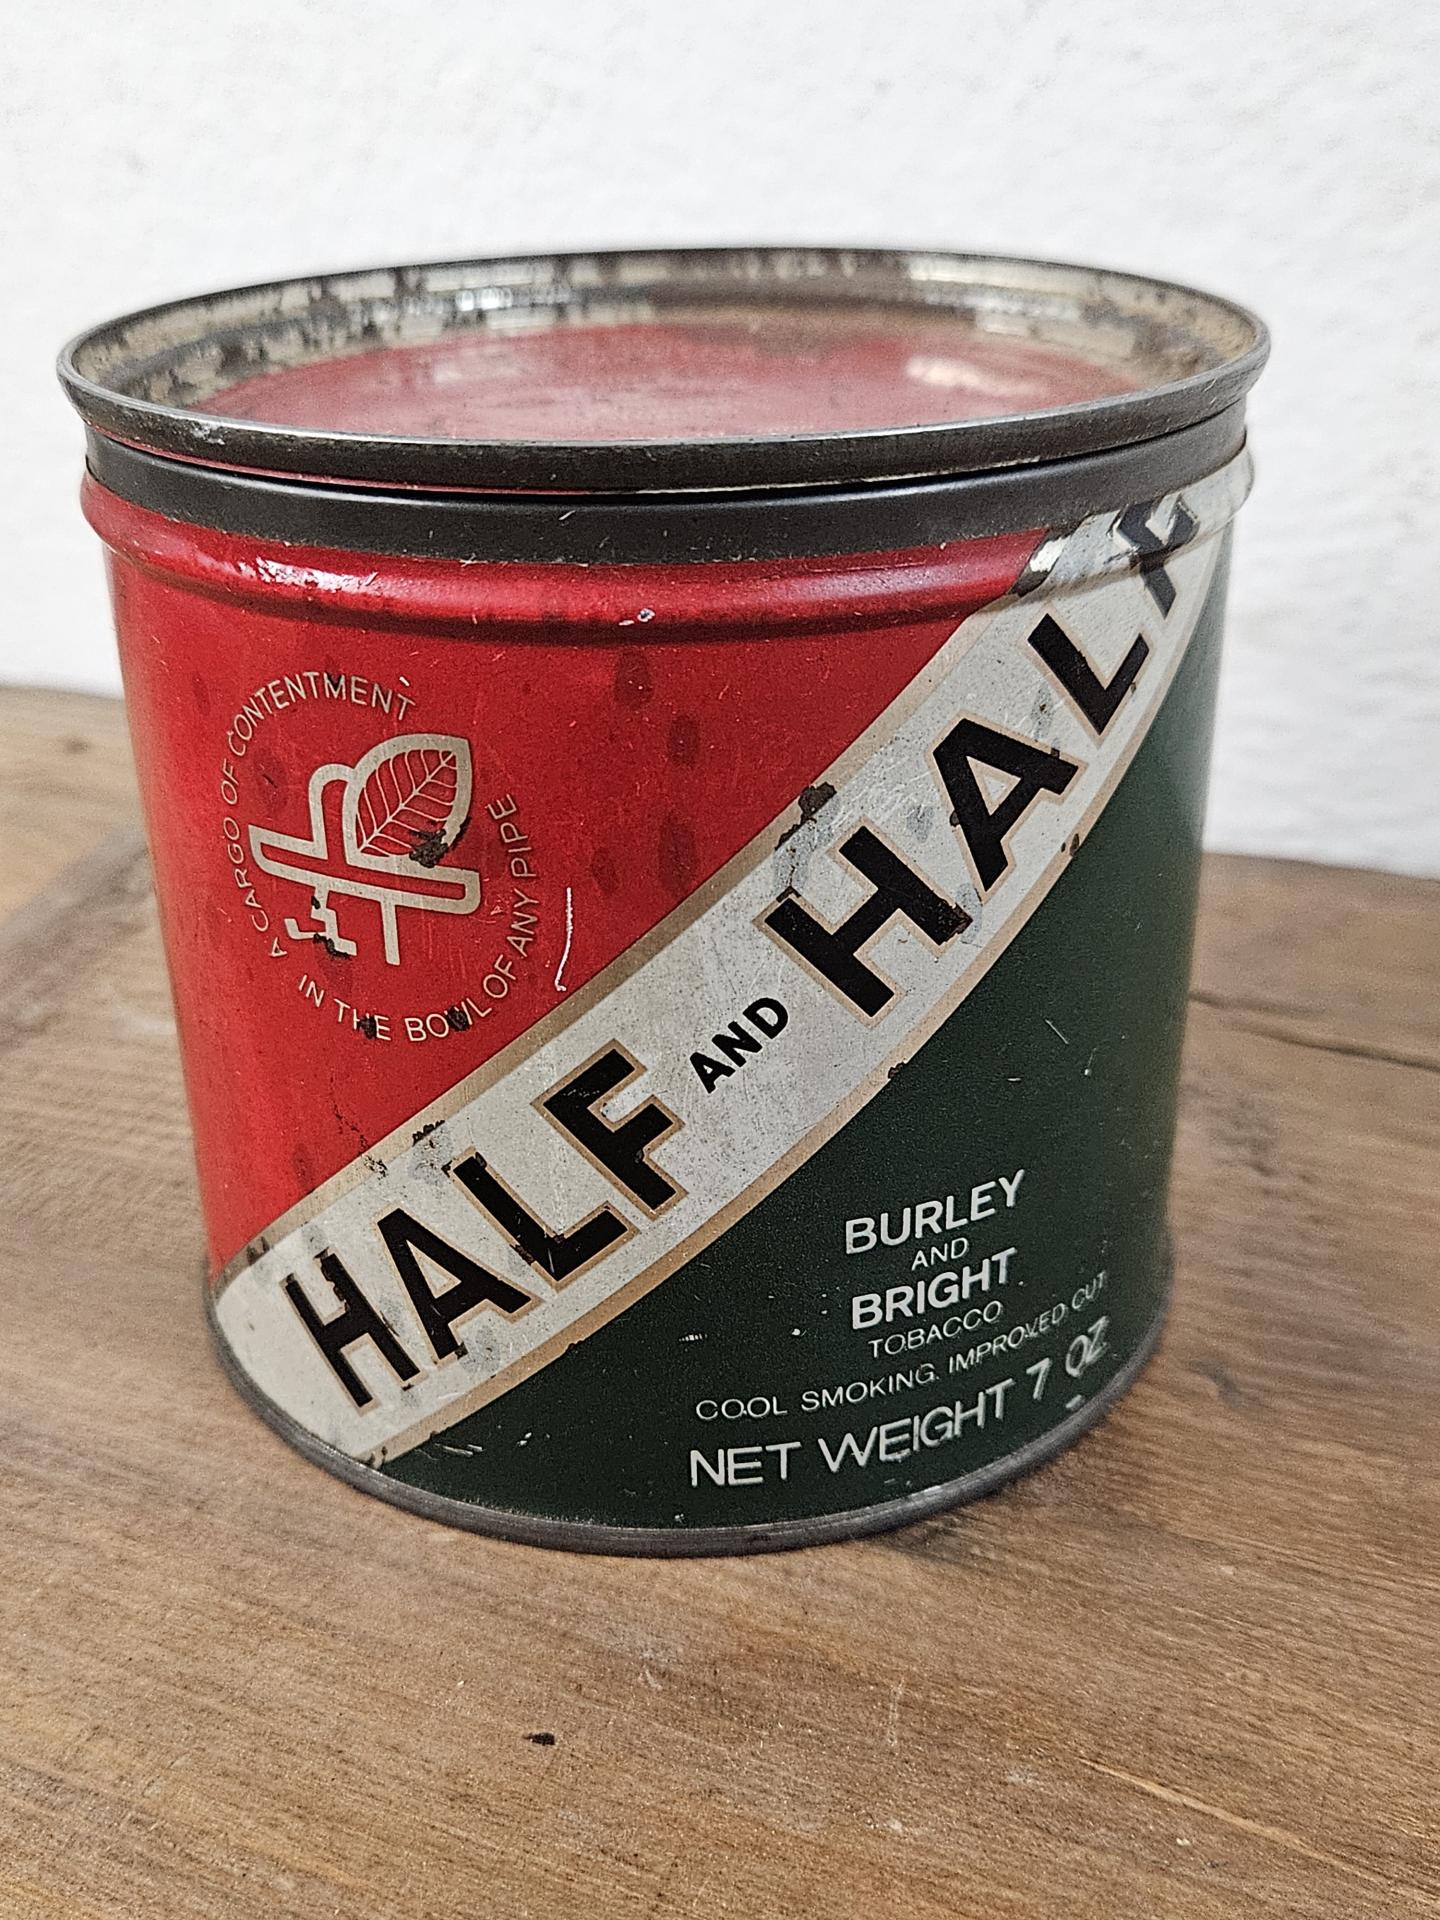 A CARGO OF CONTENTMENT
IN THE BOWL OF ANY PIPE
HALF AND HALF
BURLEY
AND
BRIGHT
TOBACCO
COOL SMOKING. IMPROVED CUT
NET WEIGHT 7 OZ